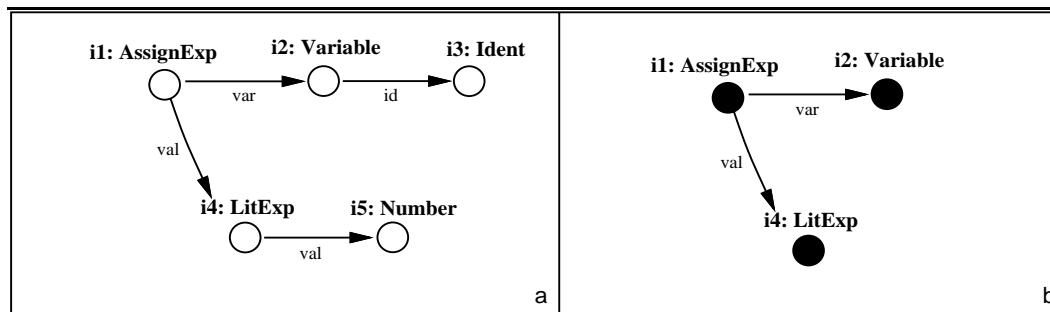 i1: AssignExp
i2: Variable
i3: Ident
var
id
val
i4: LitExp
i5: Number
val
a
i1: AssignExp
i2: Variable
var
val
i4: LitExp
b